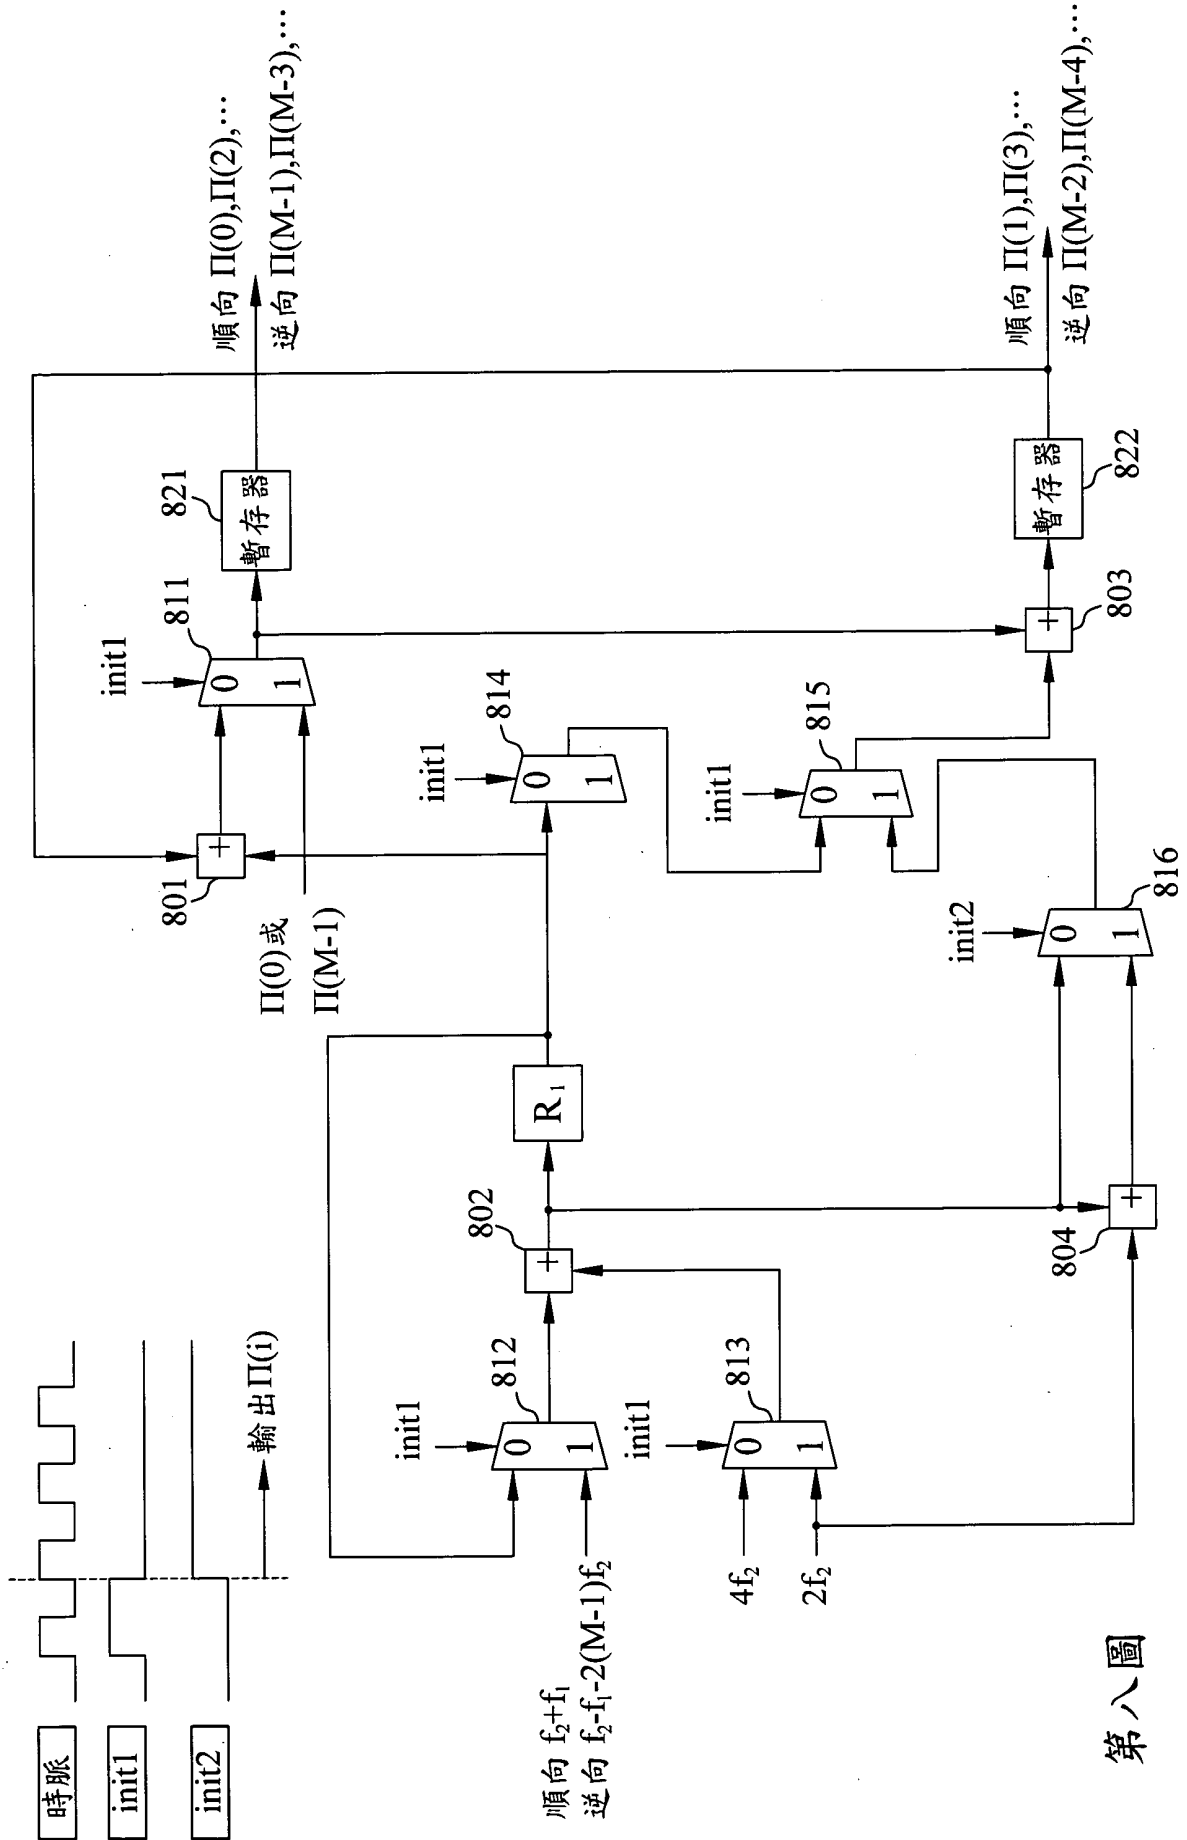 時脈
init1
init2
輸出Π(i)
順向 f₂+f₁
逆向 f₂-f₁-2(M-1)f₂
4f₂
2f₂
init1
0
1
812
init1
0
1
813
+
802
R₁
+
804
Π(0)或
Π(M-1)
+
801
init1
0
1
811
init1
0
1
814
init1
0
1
815
init2
0
1
816
+
803
暫存器
821
暫存器
822
順向 Π(0),Π(2),…
逆向 Π(M-1),Π(M-3),…
順向 Π(1),Π(3),…
逆向 Π(M-2),Π(M-4),…
第八圖